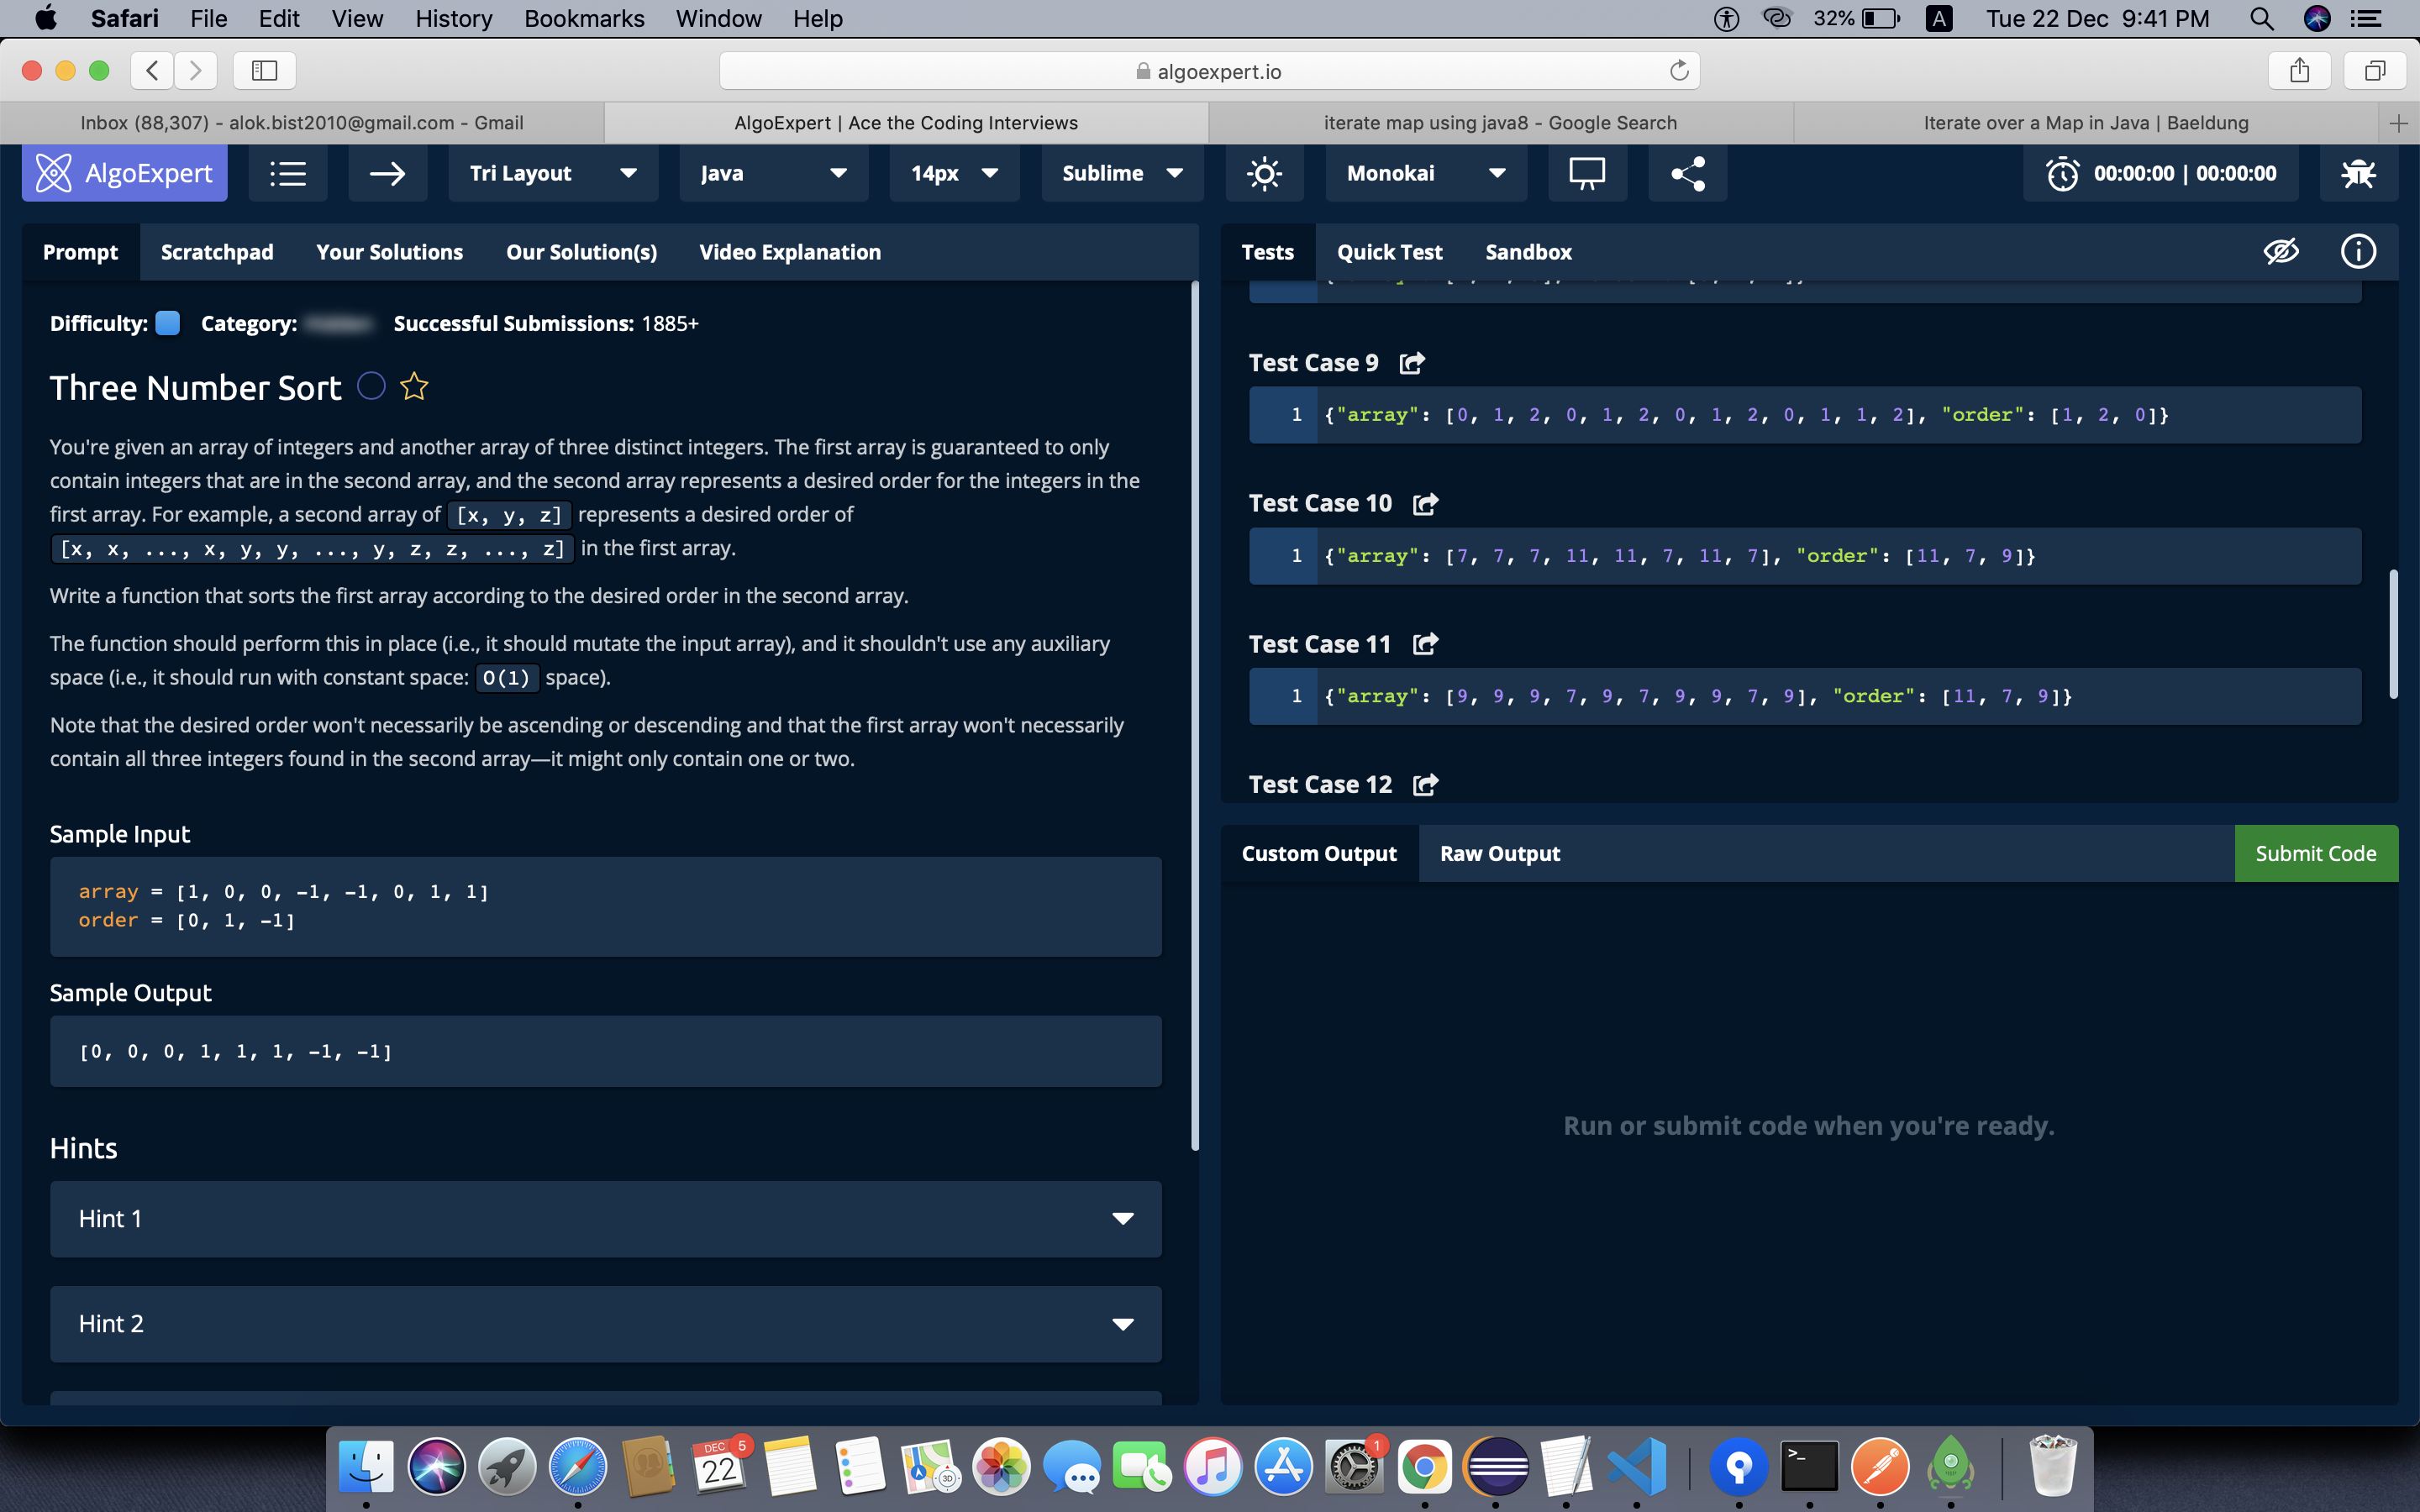 Safari File Edit View History Bookmarks Window Help 32% A Tue 22 Dec 9:41 PM
algoexpert.io
Inbox (88,307) - alok.bist2010@gmail.com - Gmail
AlgoExpert | Ace the Coding Interviews
iterate map using java8 - Google Search
Iterate over a Map in Java | Baeldung
AlgoExpert Tri Layout Java 14px Sublime Monokai 00:00:00 | 00:00:00
Prompt Scratchpad Your Solutions Our Solution(s) Video Explanation
Difficulty: Category: Successful Submissions: 1885+
Three Number Sort
You're given an array of integers and another array of three distinct integers. The first array is guaranteed to only
contain integers that are in the second array, and the second array represents a desired order for the integers in the
first array. For example, a second array of [x, y, z] represents a desired order of
[x, x, ..., x, y, y, ..., y, z, z, ..., z] in the first array.
Write a function that sorts the first array according to the desired order in the second array.
The function should perform this in place (i.e., it should mutate the input array), and it shouldn't use any auxiliary
space (i.e., it should run with constant space: O(1) space).
Note that the desired order won't necessarily be ascending or descending and that the first array won't necessarily
contain all three integers found in the second array—it might only contain one or two.
Sample Input
array = [1, 0, 0, -1, -1, 0, 1, 1]
order = [0, 1, -1]
Sample Output
[0, 0, 0, 1, 1, 1, -1, -1]
Hints
Hint 1
Hint 2
Tests Quick Test Sandbox
Test Case 9
1 {"array": [0, 1, 2, 0, 1, 2, 0, 1, 2, 0, 1, 1, 2], "order": [1, 2, 0]}
Test Case 10
1 {"array": [7, 7, 7, 11, 11, 7, 11, 7], "order": [11, 7, 9]}
Test Case 11
1 {"array": [9, 9, 9, 7, 9, 7, 9, 9, 7, 9], "order": [11, 7, 9]}
Test Case 12
Custom Output Raw Output Submit Code
Run or submit code when you're ready.
DEC 5
22
3D
1
>_